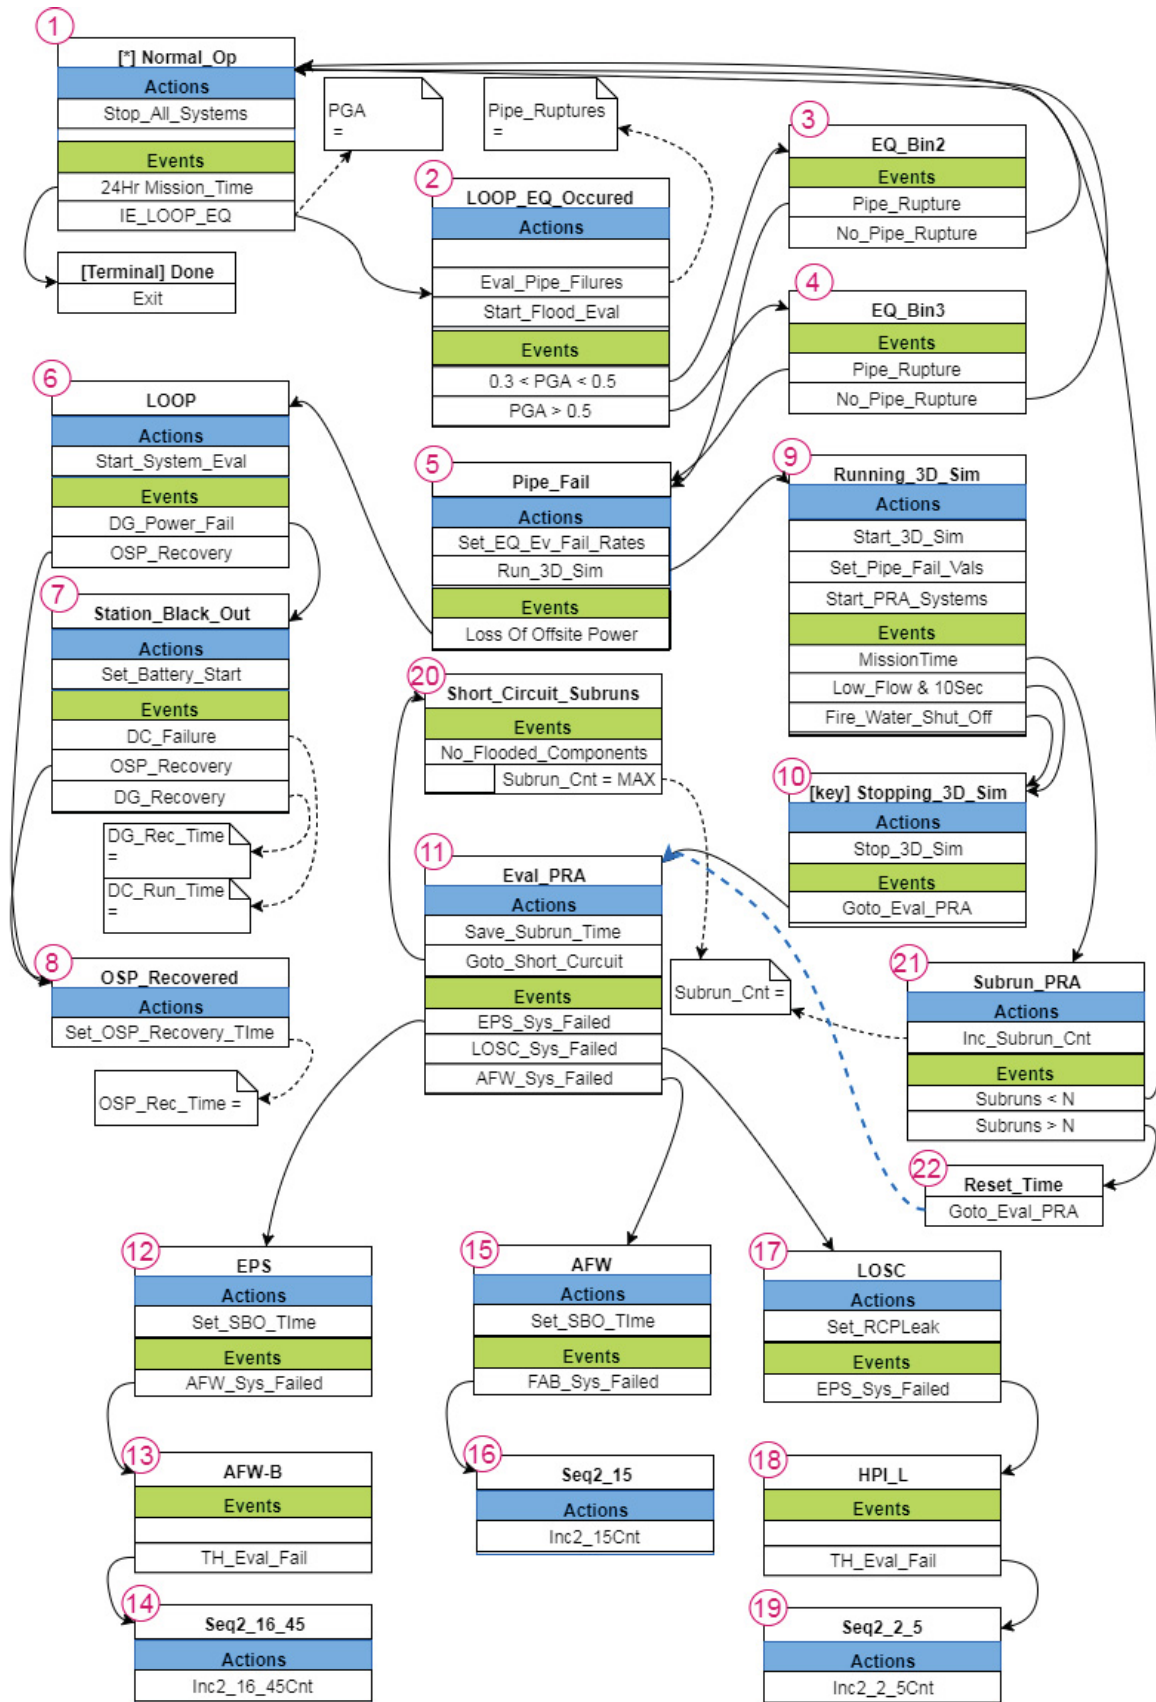 1
[*] Normal_Op
Actions
Stop_All_Systems
Events
24Hr Mission_Time
IE_LOOP_EQ
[Terminal] Done
Exit
PGA
=
Pipe_Ruptures
=
2
LOOP_EQ_Occured
Actions
Eval_Pipe_Filures
Start_Flood_Eval
Events
0.3 < PGA < 0.5
PGA > 0.5
3
EQ_Bin2
Events
Pipe_Rupture
No_Pipe_Rupture
4
EQ_Bin3
Events
Pipe_Rupture
No_Pipe_Rupture
5
Pipe_Fail
Actions
Set_EQ_Ev_Fail_Rates
Run_3D_Sim
Events
Loss Of Offsite Power
6
LOOP
Actions
Start_System_Eval
Events
DG_Power_Fail
OSP_Recovery
7
Station_Black_Out
Actions
Set_Battery_Start
Events
DC_Failure
OSP_Recovery
DG_Recovery
DG_Rec_Time
=
DC_Run_Time
=
8
OSP_Recovered
Actions
Set_OSP_Recovery_TIme
OSP_Rec_Time =
9
Running_3D_Sim
Actions
Start_3D_Sim
Set_Pipe_Fail_Vals
Start_PRA_Systems
Events
MissionTime
Low_Flow & 10Sec
Fire_Water_Shut_Off
10
[key] Stopping_3D_Sim
Actions
Stop_3D_Sim
Events
Goto_Eval_PRA
20
Short_Circuit_Subruns
Events
No_Flooded_Components
Subrun_Cnt = MAX
11
Eval_PRA
Actions
Save_Subrun_Time
Goto_Short_Curcuit
Events
EPS_Sys_Failed
LOSC_Sys_Failed
AFW_Sys_Failed
Subrun_Cnt =
21
Subrun_PRA
Actions
Inc_Subrun_Cnt
Events
Subruns < N
Subruns > N
22
Reset_Time
Goto_Eval_PRA
12
EPS
Actions
Set_SBO_TIme
Events
AFW_Sys_Failed
13
AFW-B
Events
TH_Eval_Fail
14
Seq2_16_45
Actions
Inc2_16_45Cnt
15
AFW
Actions
Set_SBO_TIme
Events
FAB_Sys_Failed
16
Seq2_15
Actions
Inc2_15Cnt
17
LOSC
Actions
Set_RCPLeak
Events
EPS_Sys_Failed
18
HPI_L
Events
TH_Eval_Fail
19
Seq2_2_5
Actions
Inc2_2_5Cnt